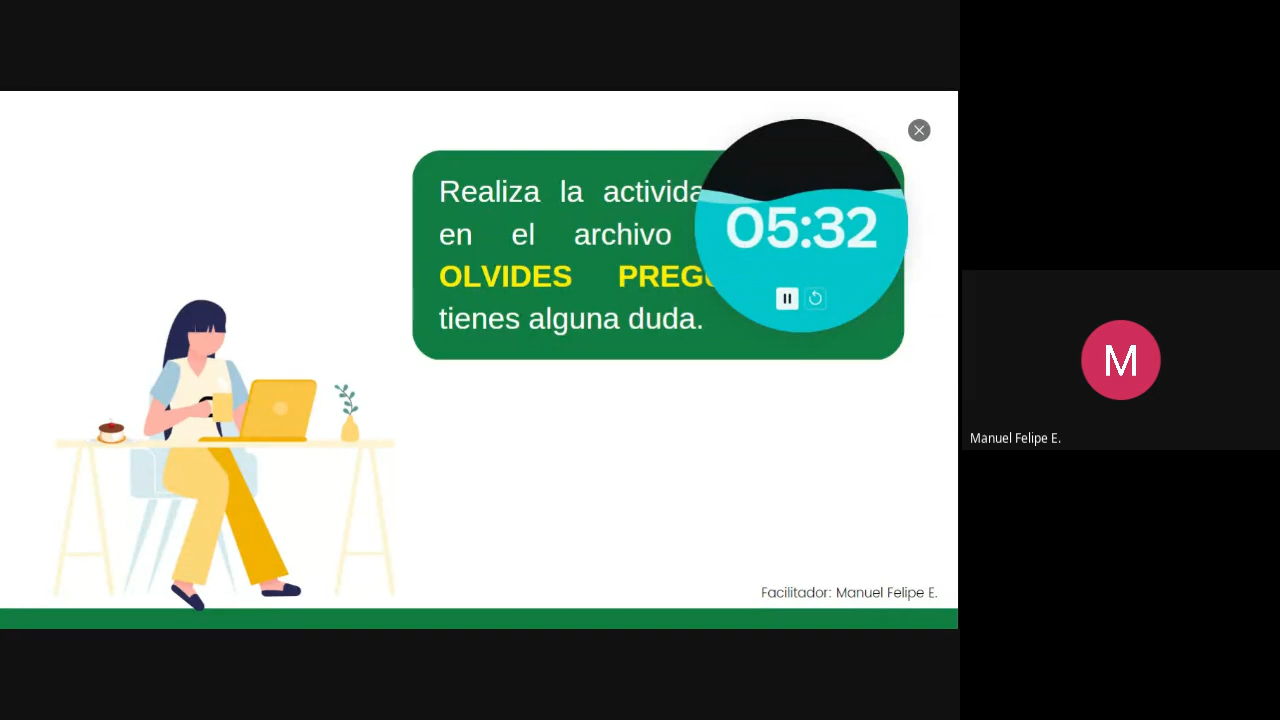 Realiza la activida
en el archivo
OLVIDES PREG
tienes alguna duda.
05:32
Facilitador: Manuel Felipe E.
M
Manuel Felipe E.